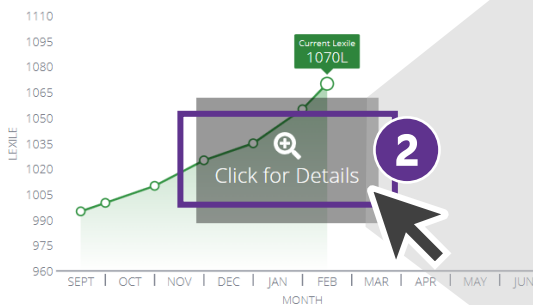 1110
1095
1080
1065
1050
1035
1020
1005
990
975
960
LEXILE
Current Lexile
1070L
Click for Details
2
SEPT | OCT | NOV | DEC | JAN | FEB | MAR | APR | MAY | JUN
MONTH